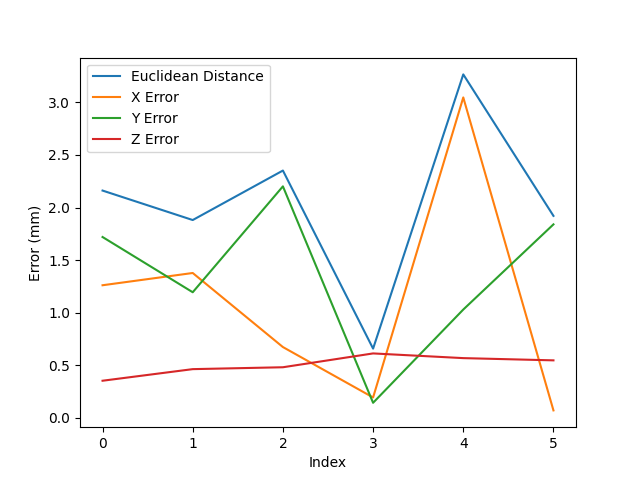 Euclidean Distance
X Error
Y Error
Z Error
3.0
2.5
2.0
1.5
1.0
0.5
0.0
Error (mm)
0 1 2 3 4 5
Index